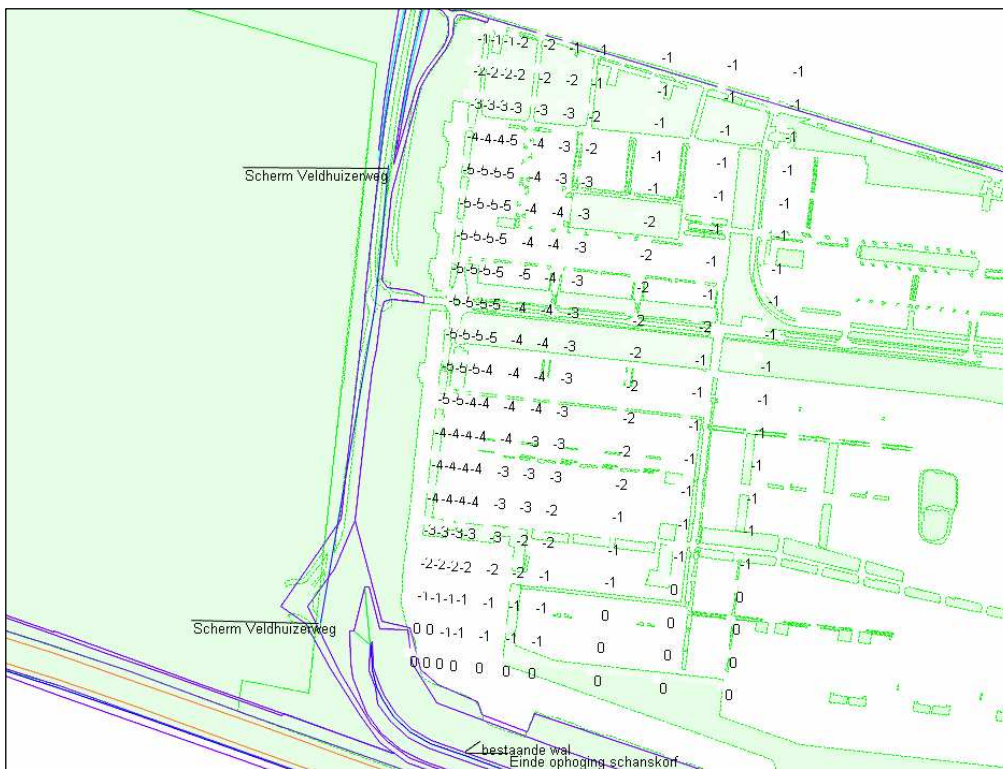 -1-1-1-2 -2 -1 -1 -1 -1 -1
-2-2-2-2 -2 -2 -1 -1 -1 -1
-3-3-3-3 -3 -3 -2 -1 -1 -1
-4-4-4-5 -4 -3 -2 -1 -1 -1
Scherm Veldhuizerweg
-5-5-5-5 -4 -3 -3 -1 -1 -1
-5-5-5-5 -4 -4 -3 -2 -1 -1
-5-5-5-5 -4 -4 -3 -2 -1 -1
-5-5-5-5 -5 -4 -3 -2 -1 -1
-5-5-5-5 -4 -4 -3 -2 -2 -1
-5-5-5-5 -4 -4 -3 -2 -1 -1
-5-5-5-4 -4 -4 -3 -2 -1 -1
-5-5-4-4 -4 -4 -3 -2 -1 -1
-4-4-4-4 -4 -3 -3 -2 -1 -1
-4-4-4-4 -3 -3 -3 -2 -1 -1
-4-4-4-4 -3 -3 -2 -1 -1 -1
-3-3-3-3 -3 -2 -2 -1 -1 -1
-2-2-2-2 -2 -2 -1 -1 0 0
-1-1-1-1 -1 -1 -1 0 0 0
Scherm Veldhuizerweg
0 0 -1-1 -1 -1 -1 0 0 0
0 0 0 0 0 0 0 0 0 0
bestaande wal
Einde ophoging schanskorf